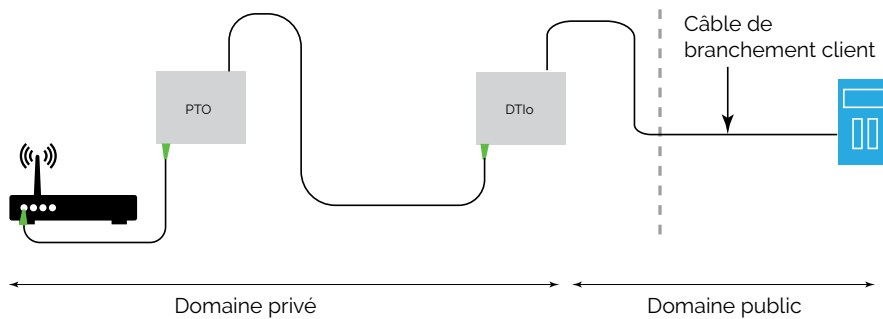 Câble de
branchement client
PTO
DTIo
Domaine privé
Domaine public